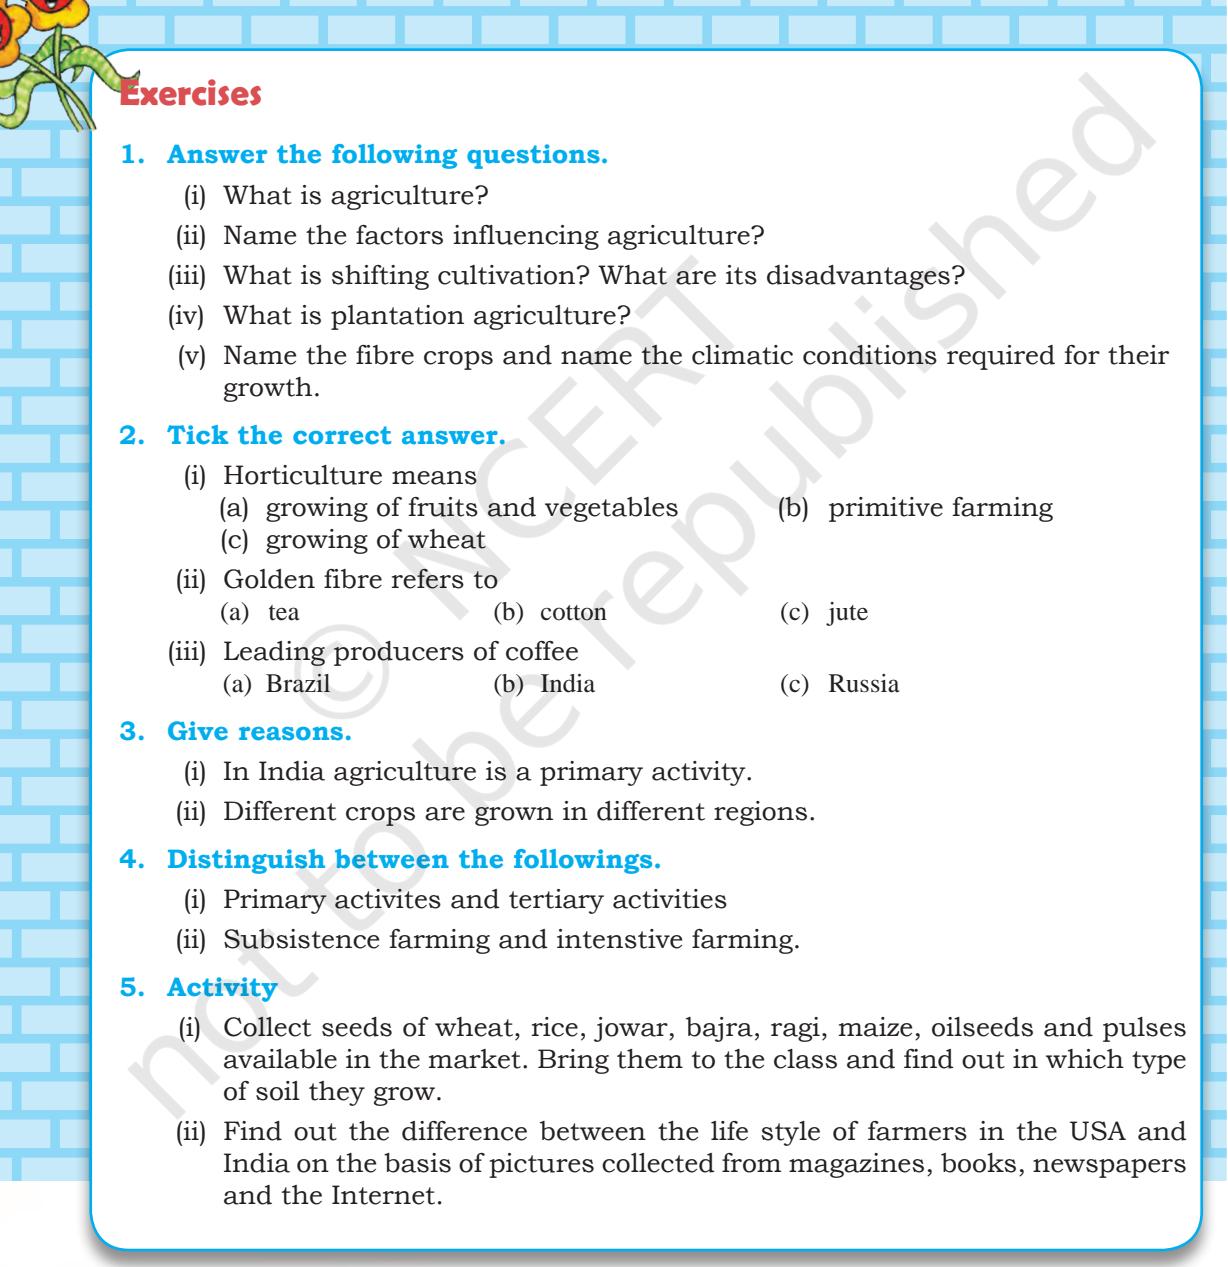 Exercises
1. Answer the following questions.
(i) What is agriculture?
(ii) Name the factors influencing agriculture?
(iii) What is shifting cultivation? What are its disadvantages?
(iv) What is plantation agriculture?
(v) Name the fibre crops and name the climatic conditions required for their
growth.
2. Tick the correct answer.
(i) Horticulture means
(a) growing of fruits and vegetables (b) primitive farming
(c) growing of wheat
(ii) Golden fibre refers to
(a) tea (b) cotton (c) jute
(iii) Leading producers of coffee
(a) Brazil (b) India (c) Russia
3. Give reasons.
(i) In India agriculture is a primary activity.
(ii) Different crops are grown in different regions.
4. Distinguish between the followings.
(i) Primary activites and tertiary activities
(ii) Subsistence farming and intenstive farming.
5. Activity
(i) Collect seeds of wheat, rice, jowar, bajra, ragi, maize, oilseeds and pulses
available in the market. Bring them to the class and find out in which type
of soil they grow.
(ii) Find out the difference between the life style of farmers in the USA and
India on the basis of pictures collected from magazines, books, newspapers
and the Internet.
© NCERT
not to be republished